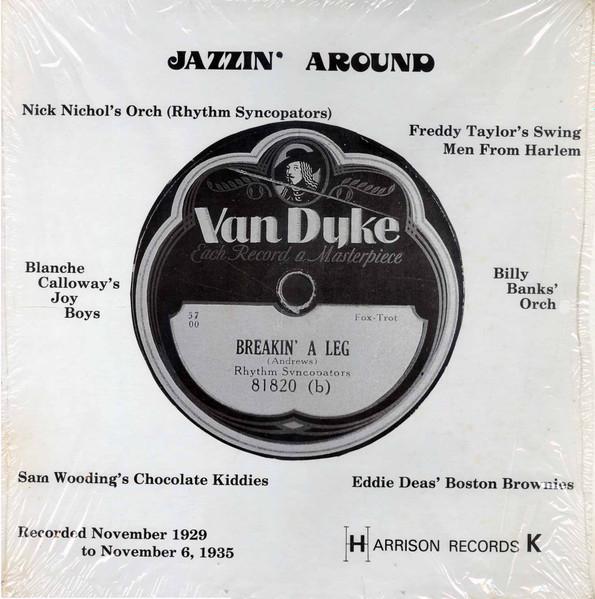 JAZZIN' AROUND
Nick Nichol's Orch (Rhythm Syncopators)
Freddy Taylor's Swing
Men From Harlem
Van Dyke
Each Record a Masterpiece
Blanche
Calloway's
Joy
Boys
Billy
Banks'
Orch
57
00
Fox-Trot
BREAKIN' A LEG
(Andrews)
Rhythm Syncopators
81820 (b)
Sam Wooding's Chocolate Kiddies
Eddie Deas' Boston Brownies
Recorded November 1929
to November 6, 1935
HARRISON RECORDS K